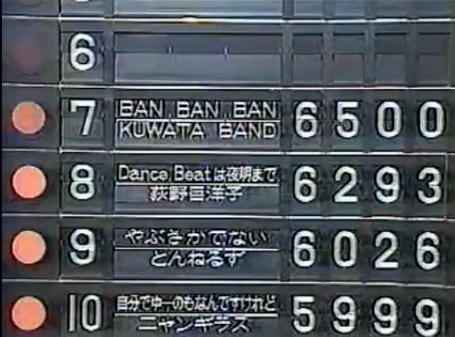 6
7 BAN BAN BAN
KUWATA BAND 6500
8 Dance Beatは夜明まで
荻野目洋子 6293
9 やぶさかでない
とんねるず 6026
10 自分でゆーのもなんですけれど
ニャンギラス 5999